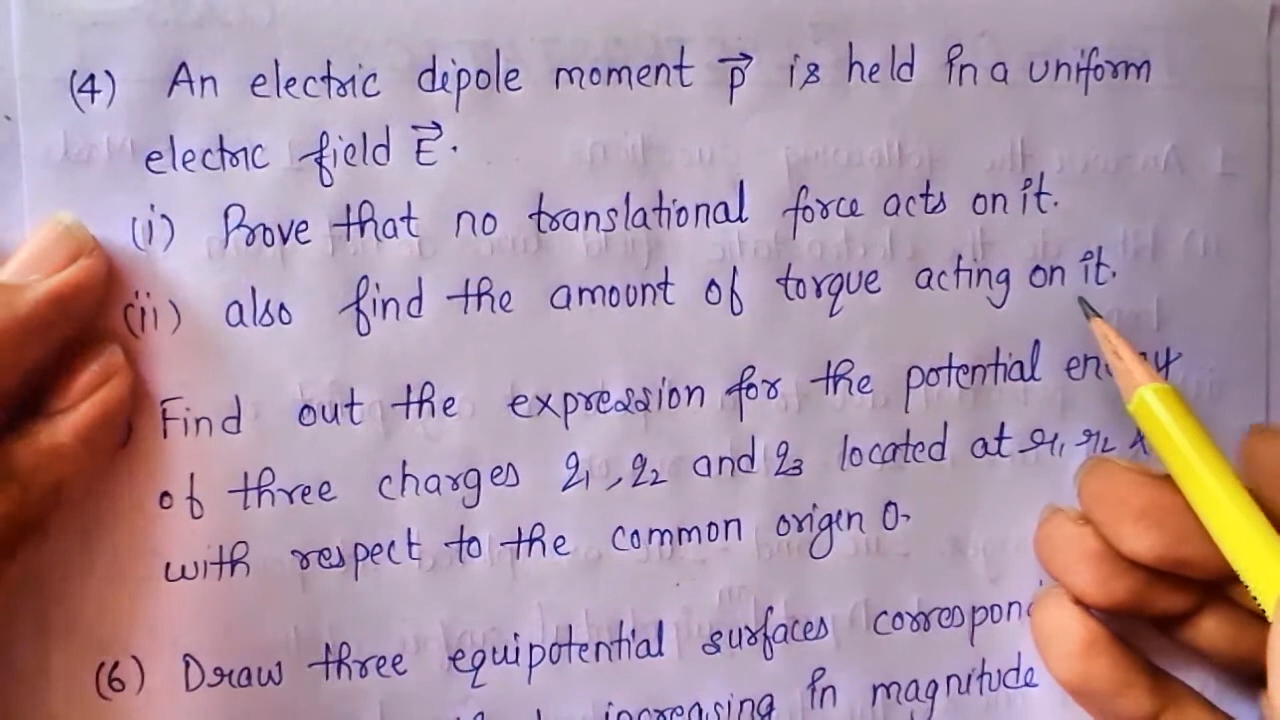 (4) An electric dipole moment p⃗ is held in a uniform
electric field E⃗.
(i) Prove that no translational force acts on it.
(ii) also find the amount of torque acting on it.
Find out the expression for the potential
of three charges q₁, q₂ and q₃ located at r₁, r₂
with respect to the common origin O.
(6) Draw three equipotential surfaces
increasing in magnitude